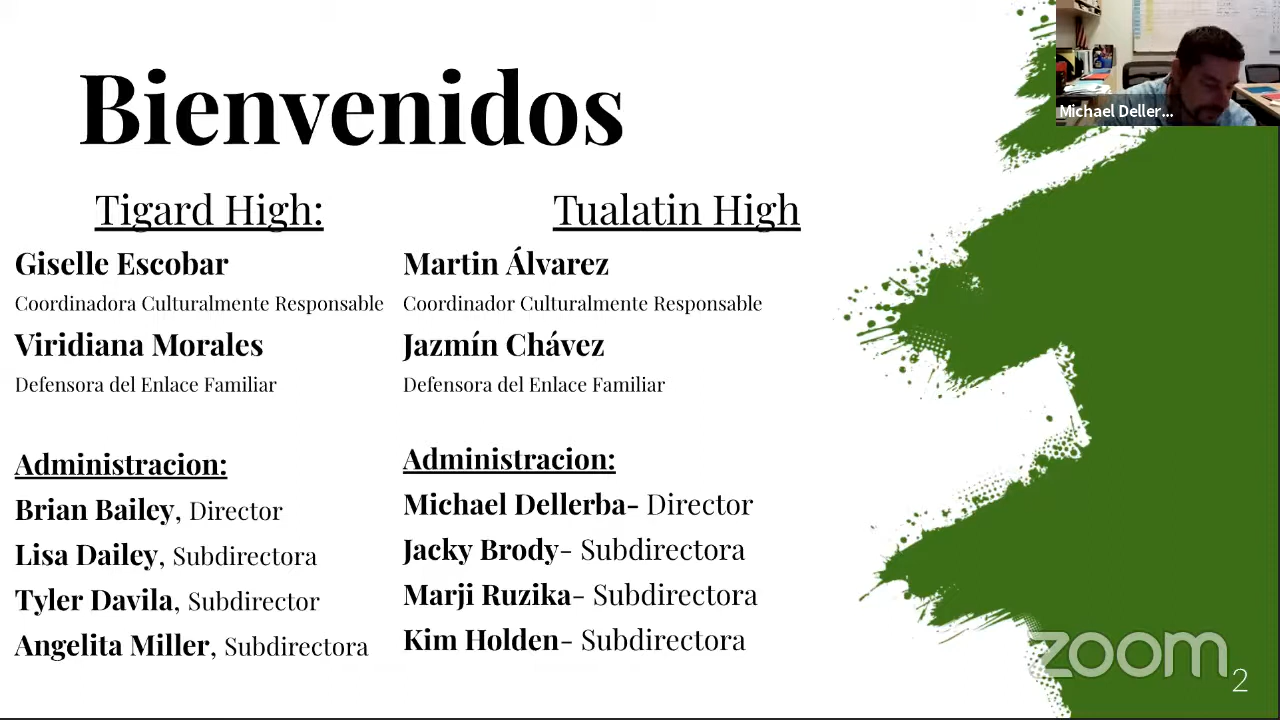 Bienvenidos
Tigard High:
Giselle Escobar
Coordinadora Culturalmente Responsable
Viridiana Morales
Defensora del Enlace Familiar
Administracion:
Brian Bailey, Director
Lisa Dailey, Subdirectora
Tyler Davila, Subdirector
Angelita Miller, Subdirectora
Tualatin High
Martin Álvarez
Coordinador Culturalmente Responsable
Jazmín Chávez
Defensora del Enlace Familiar
Administracion:
Michael Dellerba- Director
Jacky Brody- Subdirectora
Marji Ruzika- Subdirectora
Kim Holden- Subdirectora
Michael Deller...
zoom
2